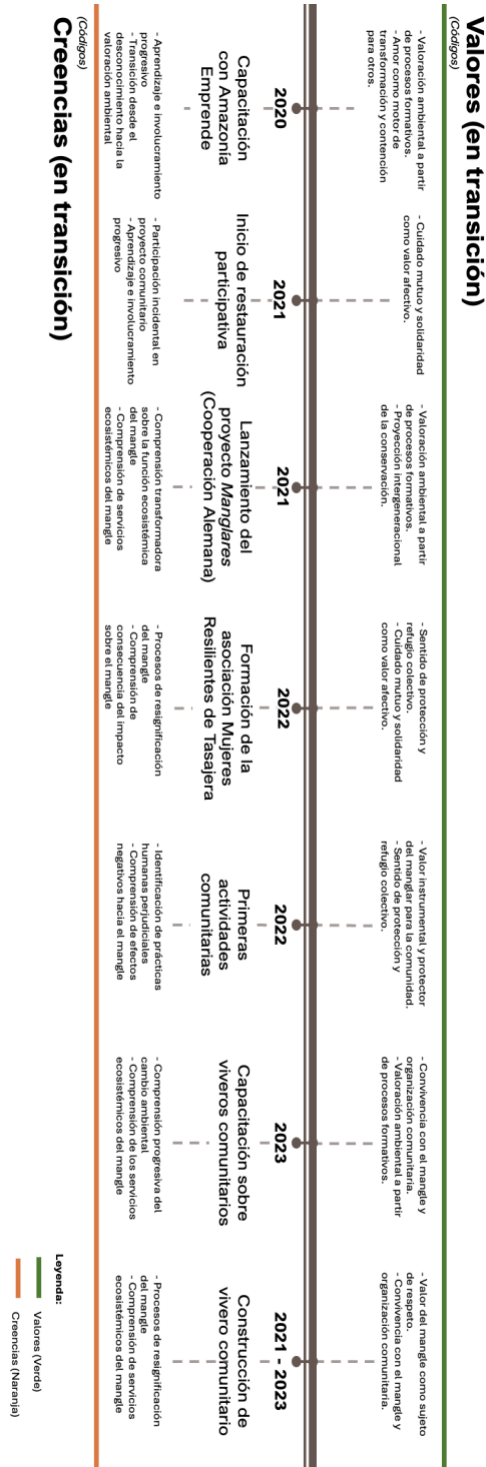 Valores (en transición)
(Códigos)
- Valoración ambiental a partir
de procesos formativos.
- Amor como motor de
transformación y contención
para otros.
- Cuidado mutuo y solidaridad
como valor afectivo.
- Valoración ambiental a partir
de procesos formativos.
- Proyección intergeneracional
de la conservación.
- Sentido de protección y
refugio colectivo.
- Cuidado mutuo y solidaridad
como valor afectivo.
- Valor instrumental y protector
del manglar para la comunidad.
- Sentido de protección y
refugio colectivo.
- Convivencia con el mangle y
organización comunitaria.
- Valoración ambiental a partir
de procesos formativos.
- Valor del mangle como sujeto
de respeto.
- Convivencia con el mangle y
organización comunitaria.
2020
2021
2021
2022
2022
2023
2021 - 2023
Capacitación
con Amazonía
Emprende
Inicio de restauración
participativa
Lanzamiento del
proyecto Manglares
(Cooperación Alemana)
Formación de la
asociación Mujeres
Resilientes de Tasajera
Primeras
actividades
comunitarias
Capacitación sobre
viveros comunitarios
Construcción de
vivero comunitario
- Aprendizaje e involucramiento
progresivo
- Transición desde el
desconocimiento hacia la
valoración ambiental
- Participación incidental en
proyecto comunitario
- Aprendizaje e involucramiento
progresivo
- Comprensión transformadora
sobre la función ecosistémica
del mangle
- Comprensión de servicios
ecosistémicos del mangle
- Procesos de resignificación
del mangle
- Comprensión de
consecuencia del impacto
sobre el mangle
- Identificación de prácticas
humanas perjudiciales
- Comprensión de efectos
negativos hacia el mangle
- Comprensión progresiva del
cambio ambiental
- Comprensión de los servicios
ecosistémicos del mangle
- Procesos de resignificación
del mangle
- Comprensión de servicios
ecosistémicos del mangle
(Códigos)
Creencias (en transición)
Leyenda:
Valores (Verde)
Creencias (Naranja)